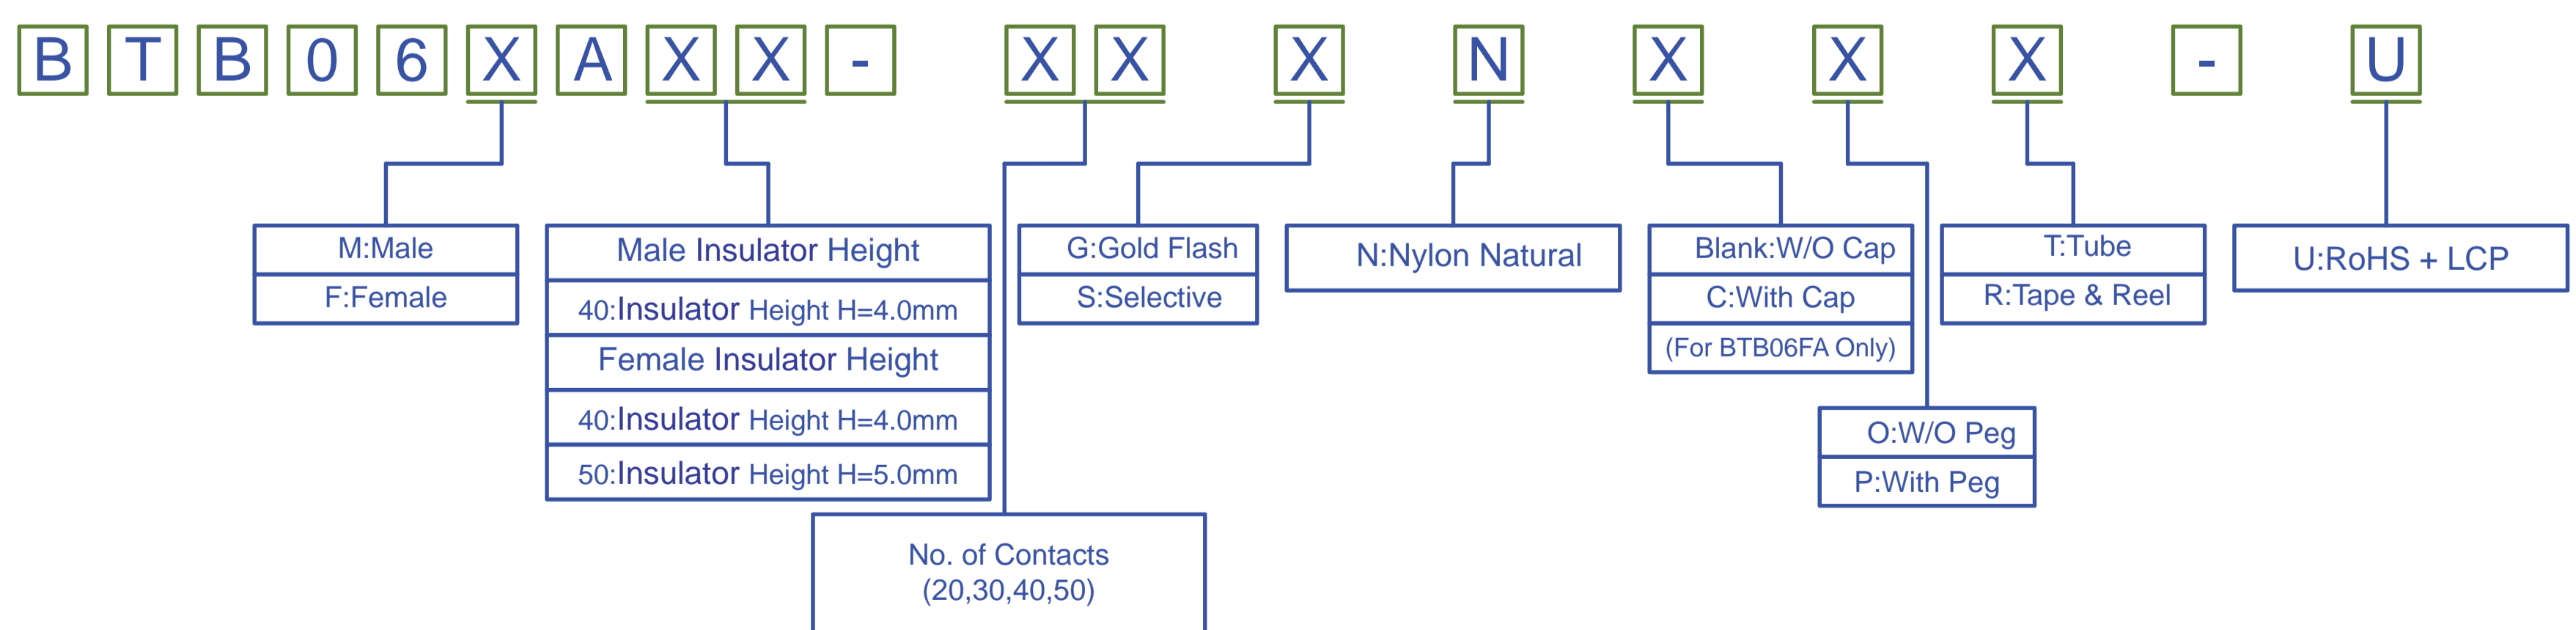 BTB06XAXX- XX X N X X X - U
M:Male
F:Female
Male Insulator Height
40:Insulator Height H=4.0mm
Female Insulator Height
40:Insulator Height H=4.0mm
50:Insulator Height H=5.0mm
No. of Contacts
(20,30,40,50)
G:Gold Flash
S:Selective
N:Nylon Natural
Blank:W/O Cap
C:With Cap
(For BTB06FA Only)
O:W/O Peg
P:With Peg
T:Tube
R:Tape & Reel
U:RoHS + LCP